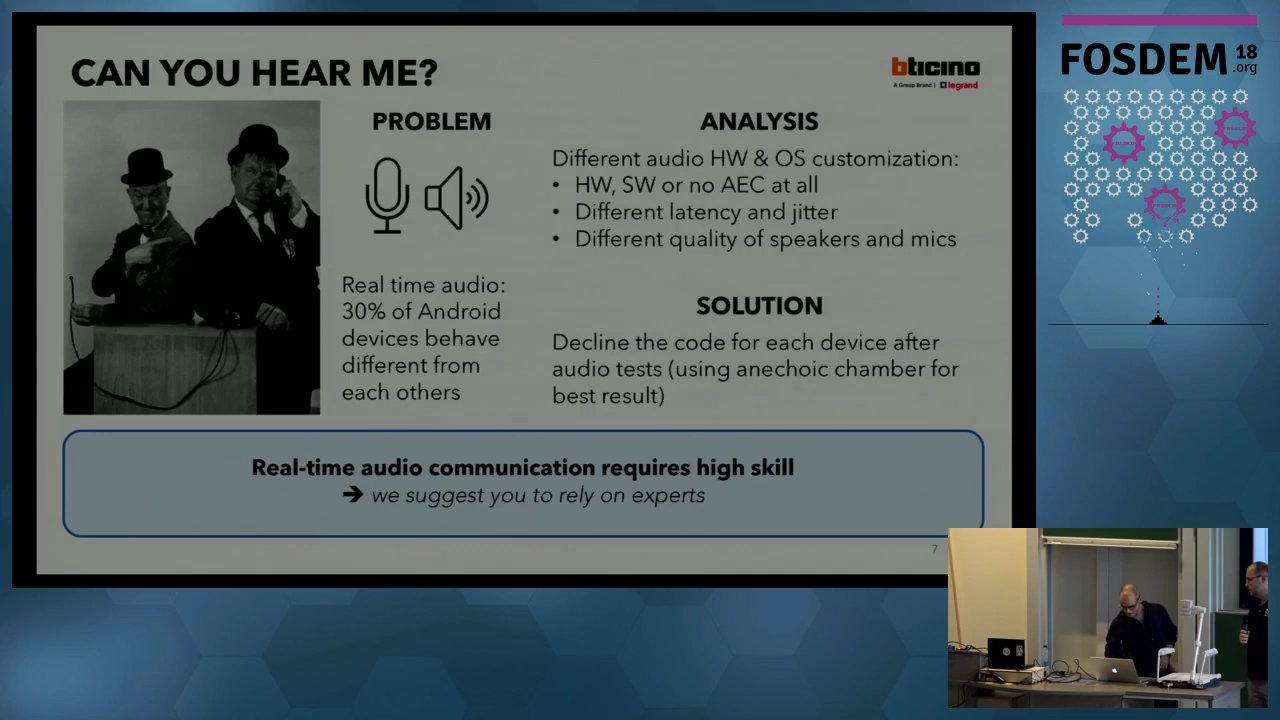 CAN YOU HEAR ME?
bticino
A Group Brand | legrand
PROBLEM
Real time audio:
30% of Android
devices behave
different from
each others
ANALYSIS
Different audio HW & OS customization:
• HW, SW or no AEC at all
• Different latency and jitter
• Different quality of speakers and mics
SOLUTION
Decline the code for each device after
audio tests (using anechoic chamber for
best result)
Real-time audio communication requires high skill
➔ we suggest you to rely on experts
7
FOSDEM 18
.org